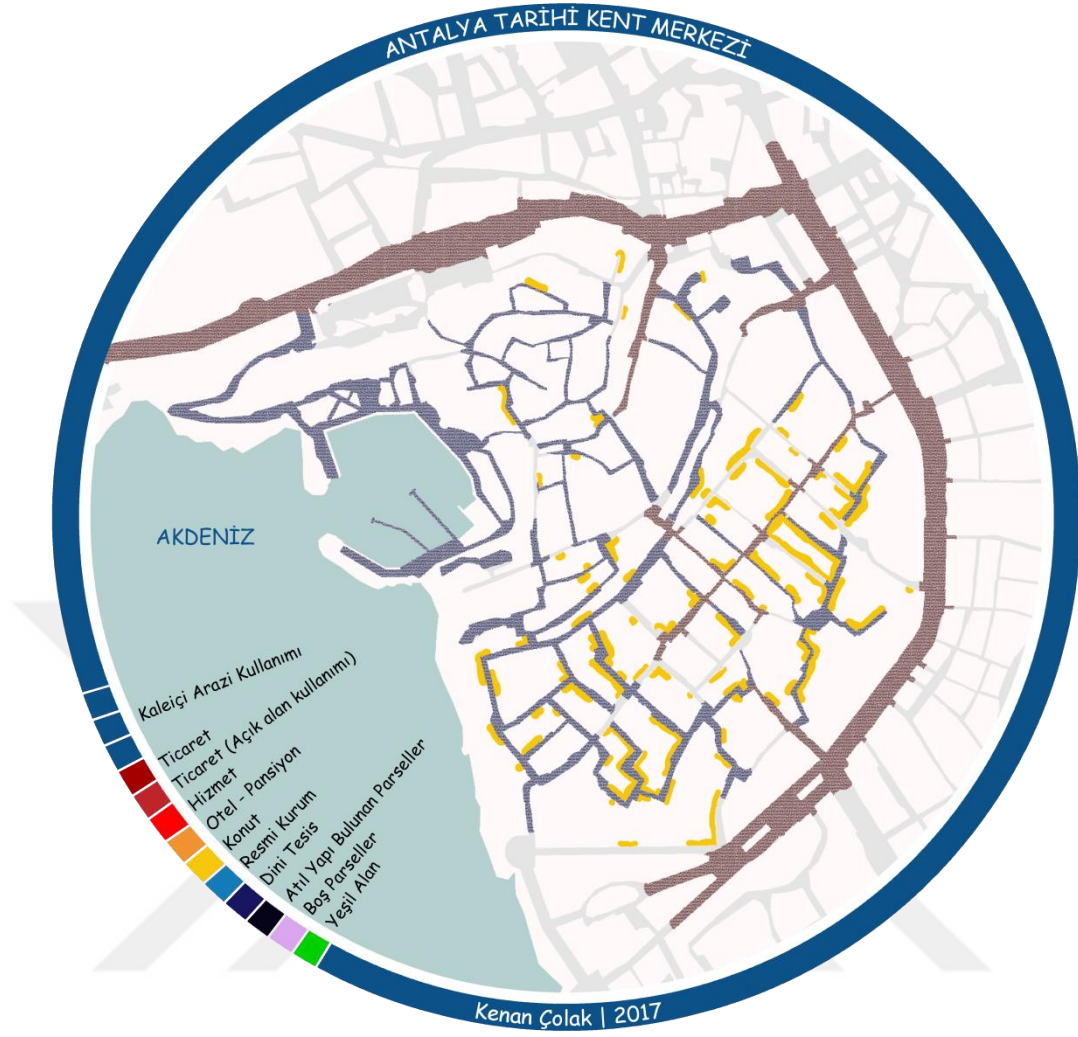 ANTALYA TARİHİ KENT MERKEZİ
AKDENİZ
Kaleiçi Arazi Kullanımı
Ticaret
Ticaret (Açık alan kullanımı)
Hizmet
Otel - Pansiyon
Konut
Resmi Kurum
Dini Tesis
Atıl Yapı Bulunan Parseller
Boş Parseller
Yeşil Alan
Kenan Çolak | 2017